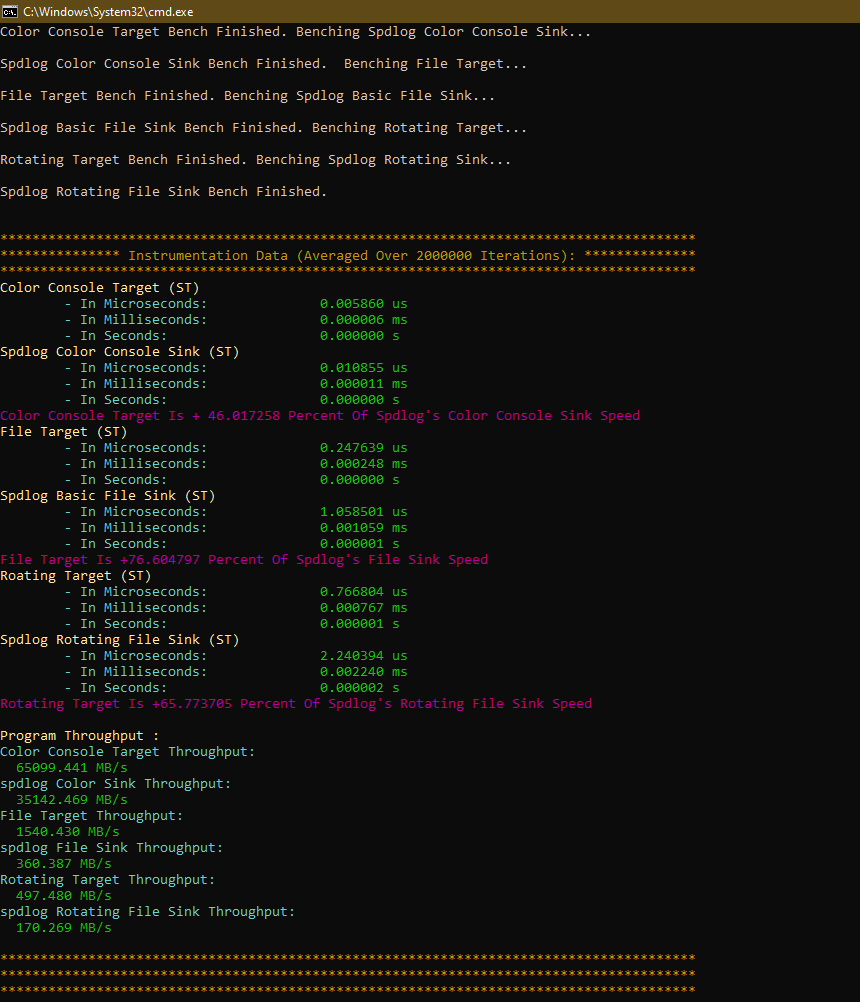 C:\Windows\System32\cmd.exe
Color Console Target Bench Finished. Benching Spdlog Color Console Sink...
Spdlog Color Console Sink Bench Finished.  Benching File Target...
File Target Bench Finished. Benching Spdlog Basic File Sink...
Spdlog Basic File Sink Bench Finished. Benching Rotating Target...
Rotating Target Bench Finished. Benching Spdlog Rotating Sink...
Spdlog Rotating File Sink Bench Finished.
***************************************************************************************
*************** Instrumentation Data (Averaged Over 2000000 Iterations): **************
***************************************************************************************
Color Console Target (ST)
- In Microseconds: 0.005860 us
- In Milliseconds: 0.000006 ms
- In Seconds: 0.000000 s
Spdlog Color Console Sink (ST)
- In Microseconds: 0.010855 us
- In Milliseconds: 0.000011 ms
- In Seconds: 0.000000 s
Color Console Target Is + 46.017258 Percent Of Spdlog's Color Console Sink Speed
File Target (ST)
- In Microseconds: 0.247639 us
- In Milliseconds: 0.000248 ms
- In Seconds: 0.000000 s
Spdlog Basic File Sink (ST)
- In Microseconds: 1.058501 us
- In Milliseconds: 0.001059 ms
- In Seconds: 0.000001 s
File Target Is +76.604797 Percent Of Spdlog's File Sink Speed
Roating Target (ST)
- In Microseconds: 0.766804 us
- In Milliseconds: 0.000767 ms
- In Seconds: 0.000001 s
Spdlog Rotating File Sink (ST)
- In Microseconds: 2.240394 us
- In Milliseconds: 0.002240 ms
- In Seconds: 0.000002 s
Rotating Target Is +65.773705 Percent Of Spdlog's Rotating File Sink Speed
Program Throughput :
Color Console Target Throughput:
65099.441 MB/s
spdlog Color Sink Throughput:
35142.469 MB/s
File Target Throughput:
1540.430 MB/s
spdlog File Sink Throughput:
360.387 MB/s
Rotating Target Throughput:
497.480 MB/s
spdlog Rotating File Sink Throughput:
170.269 MB/s
***************************************************************************************
***************************************************************************************
***************************************************************************************